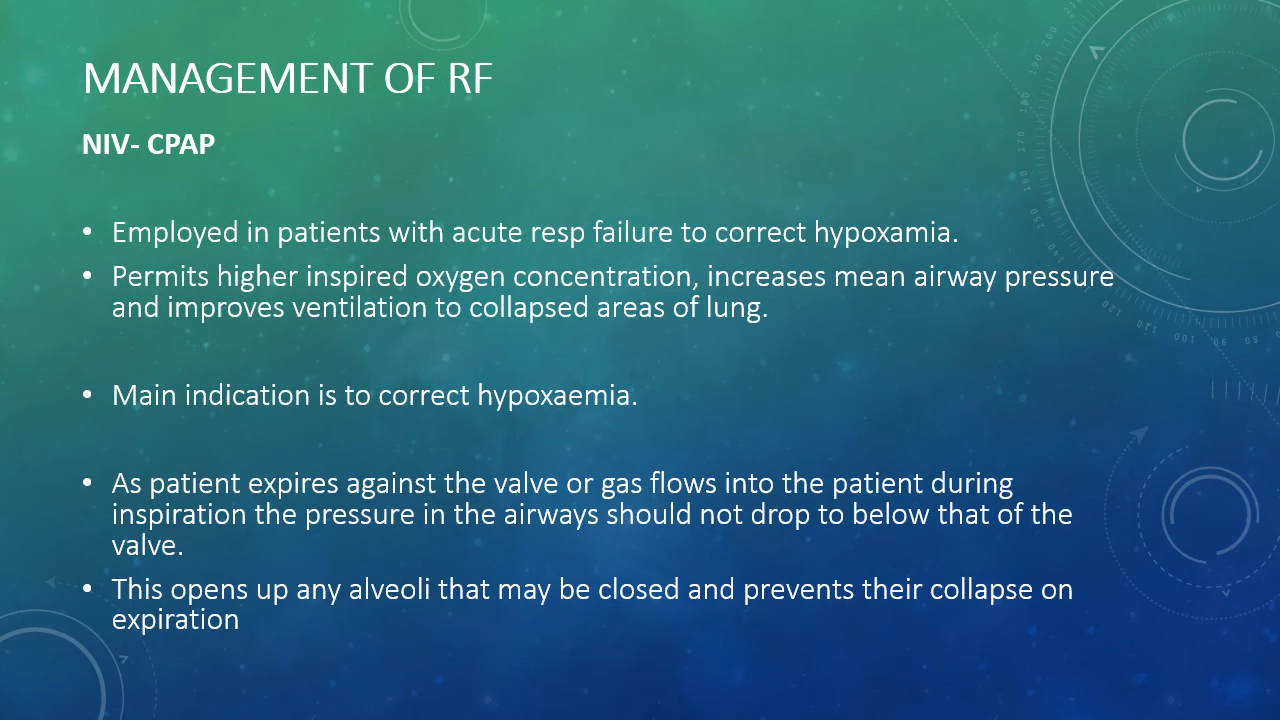 MANAGEMENT OF RF
NIV- CPAP
• Employed in patients with acute resp failure to correct hypoxamia.
• Permits higher inspired oxygen concentration, increases mean airway pressure
and improves ventilation to collapsed areas of lung.
• Main indication is to correct hypoxaemia.
• As patient expires against the valve or gas flows into the patient during
inspiration the pressure in the airways should not drop to below that of the
valve.
• This opens up any alveoli that may be closed and prevents their collapse on
expiration